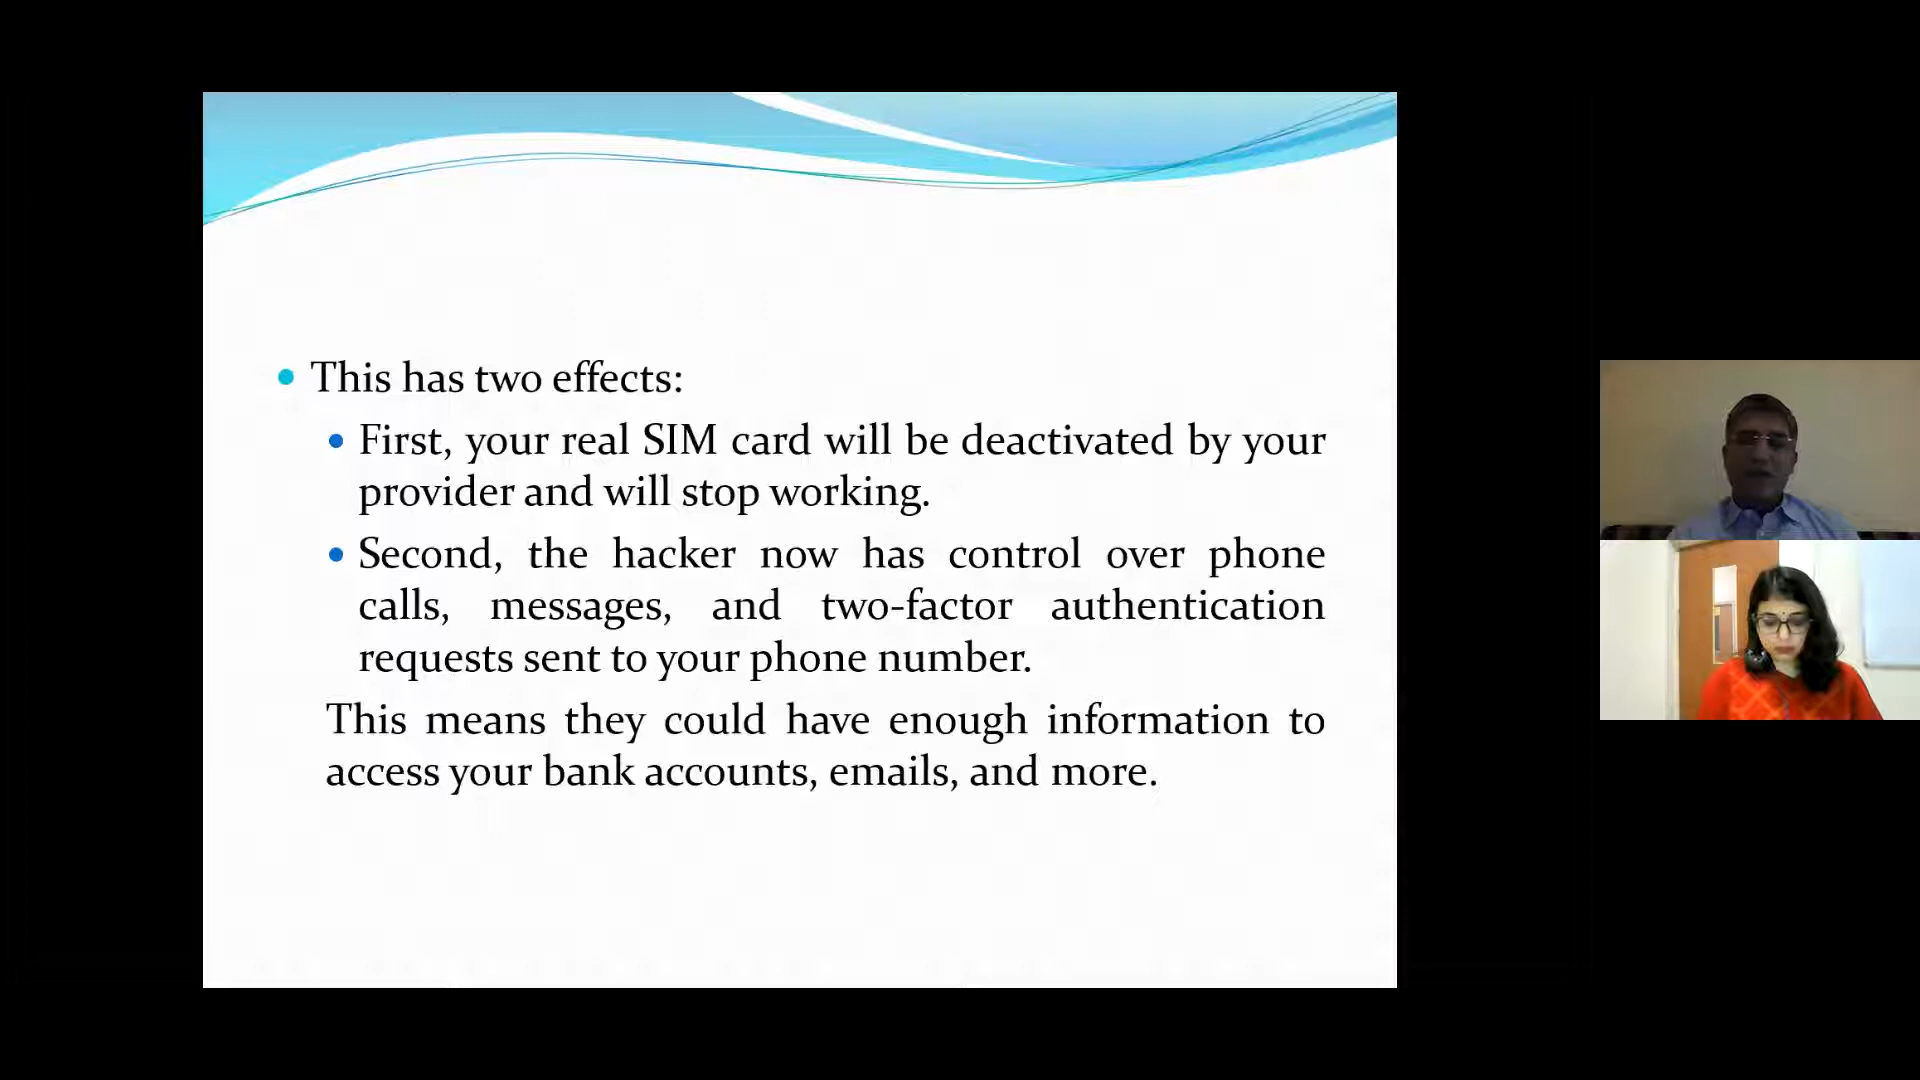 • This has two effects:
• First, your real SIM card will be deactivated by your
provider and will stop working.
• Second, the hacker now has control over phone
calls, messages, and two-factor authentication
requests sent to your phone number.
This means they could have enough information to
access your bank accounts, emails, and more.